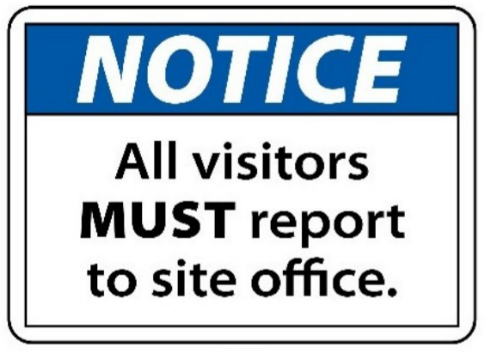 NOTICE
All visitors
MUST report
to site office.